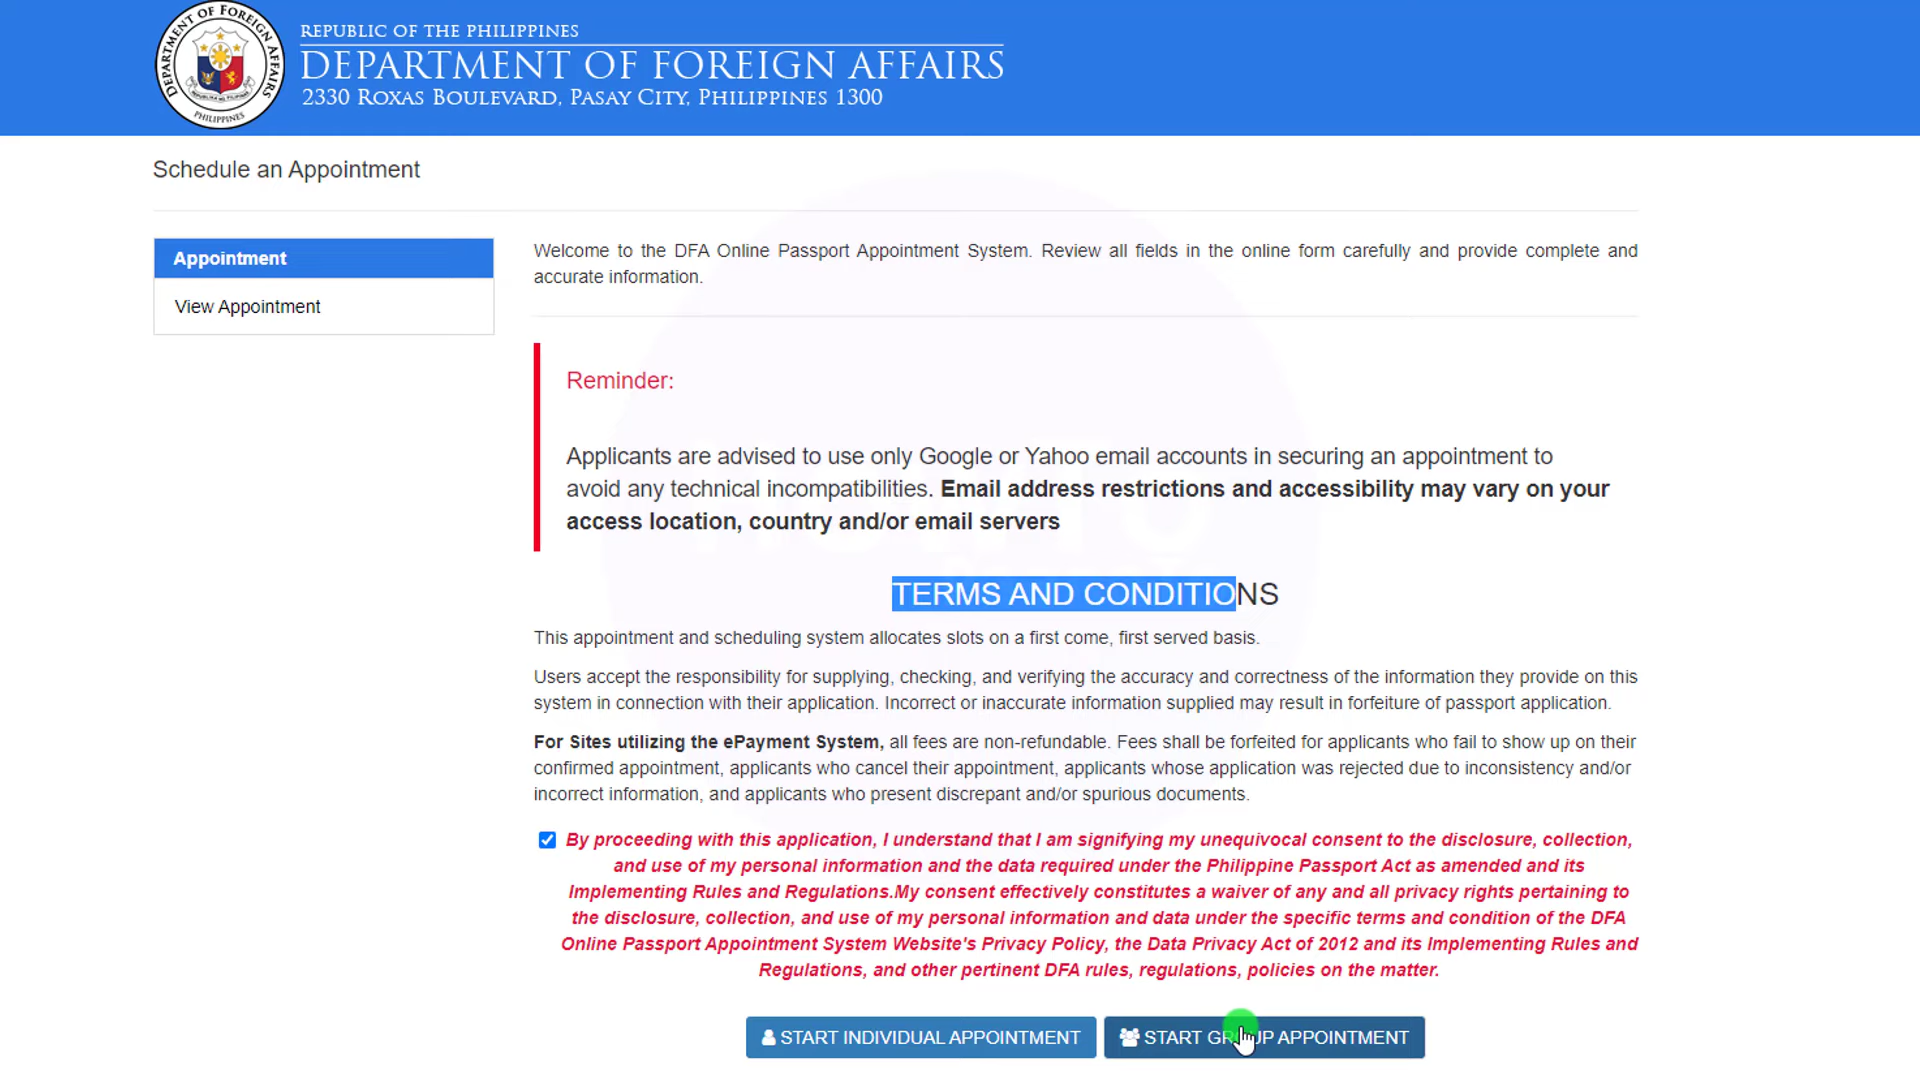 DEPARTMENT OF FOREIGN AFFAIRS
PHILIPPINES
REPUBLIC OF THE PHILIPPINES
DEPARTMENT OF FOREIGN AFFAIRS
2330 ROXAS BOULEVARD, PASAY CITY, PHILIPPINES 1300
Schedule an Appointment
Appointment
View Appointment
Welcome to the DFA Online Passport Appointment System. Review all fields in the online form carefully and provide complete and
accurate information.
Reminder:
Applicants are advised to use only Google or Yahoo email accounts in securing an appointment to
avoid any technical incompatibilities. Email address restrictions and accessibility may vary on your
access location, country and/or email servers
TERMS AND CONDITIONS
This appointment and scheduling system allocates slots on a first come, first served basis.
Users accept the responsibility for supplying, checking, and verifying the accuracy and correctness of the information they provide on this
system in connection with their application. Incorrect or inaccurate information supplied may result in forfeiture of passport application.
For Sites utilizing the ePayment System, all fees are non-refundable. Fees shall be forfeited for applicants who fail to show up on their
confirmed appointment, applicants who cancel their appointment, applicants whose application was rejected due to inconsistency and/or
incorrect information, and applicants who present discrepant and/or spurious documents.
By proceeding with this application, I understand that I am signifying my unequivocal consent to the disclosure, collection,
and use of my personal information and the data required under the Philippine Passport Act as amended and its
Implementing Rules and Regulations.My consent effectively constitutes a waiver of any and all privacy rights pertaining to
the disclosure, collection, and use of my personal information and data under the specific terms and condition of the DFA
Online Passport Appointment System Website's Privacy Policy, the Data Privacy Act of 2012 and its Implementing Rules and
Regulations, and other pertinent DFA rules, regulations, policies on the matter.
START INDIVIDUAL APPOINTMENT
START GROUP APPOINTMENT